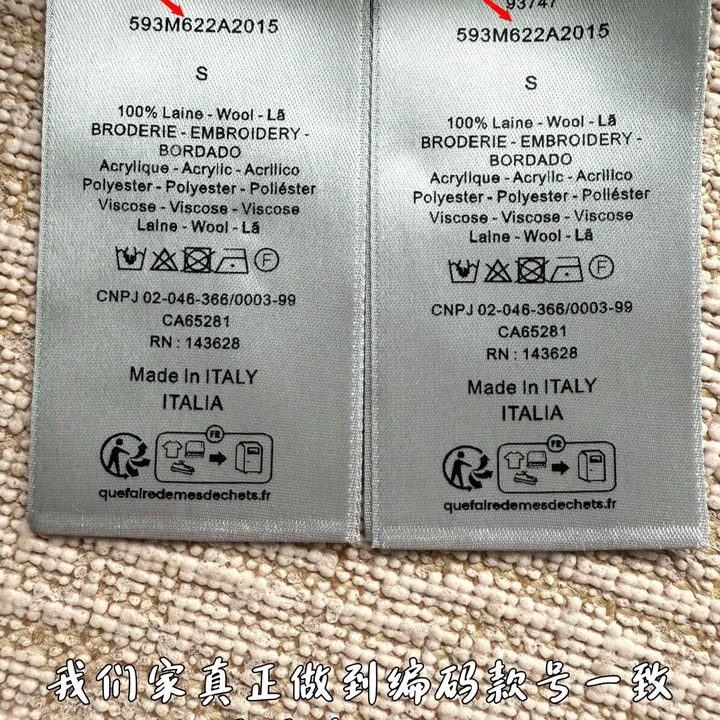 593M622A2015
S
100% Laine - Wool - Lã
BRODERIE - EMBROIDERY -
BORDADO
Acrylique - Acrylic - Acrílico
Polyester - Polyester - Poliéster
Viscose - Viscose - Viscose
Laine - Wool - Lã
F
CNPJ 02-046-366/0003-99
CA65281
RN : 143628
Made In ITALY
ITALIA
FR
quefairedemesdechets.fr
93747
593M622A2015
S
100% Laine - Wool - Lã
BRODERIE - EMBROIDERY -
BORDADO
Acrylique - Acrylic - Acrílico
Polyester - Polyester - Poliéster
Viscose - Viscose - Viscose
Laine - Wool - Lã
F
CNPJ 02-046-366/0003-99
CA65281
RN : 143628
Made In ITALY
ITALIA
FR
quefairedemesdechets.fr
我们家真正做到编码款号一致